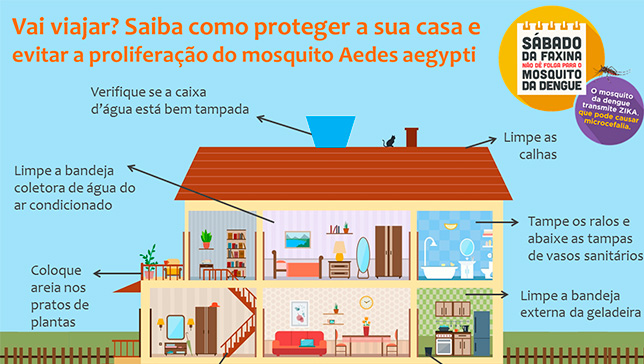 Vai viajar? Saiba como proteger a sua casa e
evitar a proliferação do mosquito Aedes aegypti
SÁBADO
DA FAXINA
NÃO DÊ FOLGA PARA O
MOSQUITO
DA DENGUE
O mosquito
da dengue
transmite ZIKA,
que pode causar
microcefalia.
Verifique se a caixa
d'água está bem tampada
Limpe as
calhas
Limpe a bandeja
coletora de água do
ar condicionado
Tampe os ralos e
abaixe as tampas
de vasos sanitários
Coloque
areia nos
pratos de
plantas
Limpe a bandeja
externa da geladeira